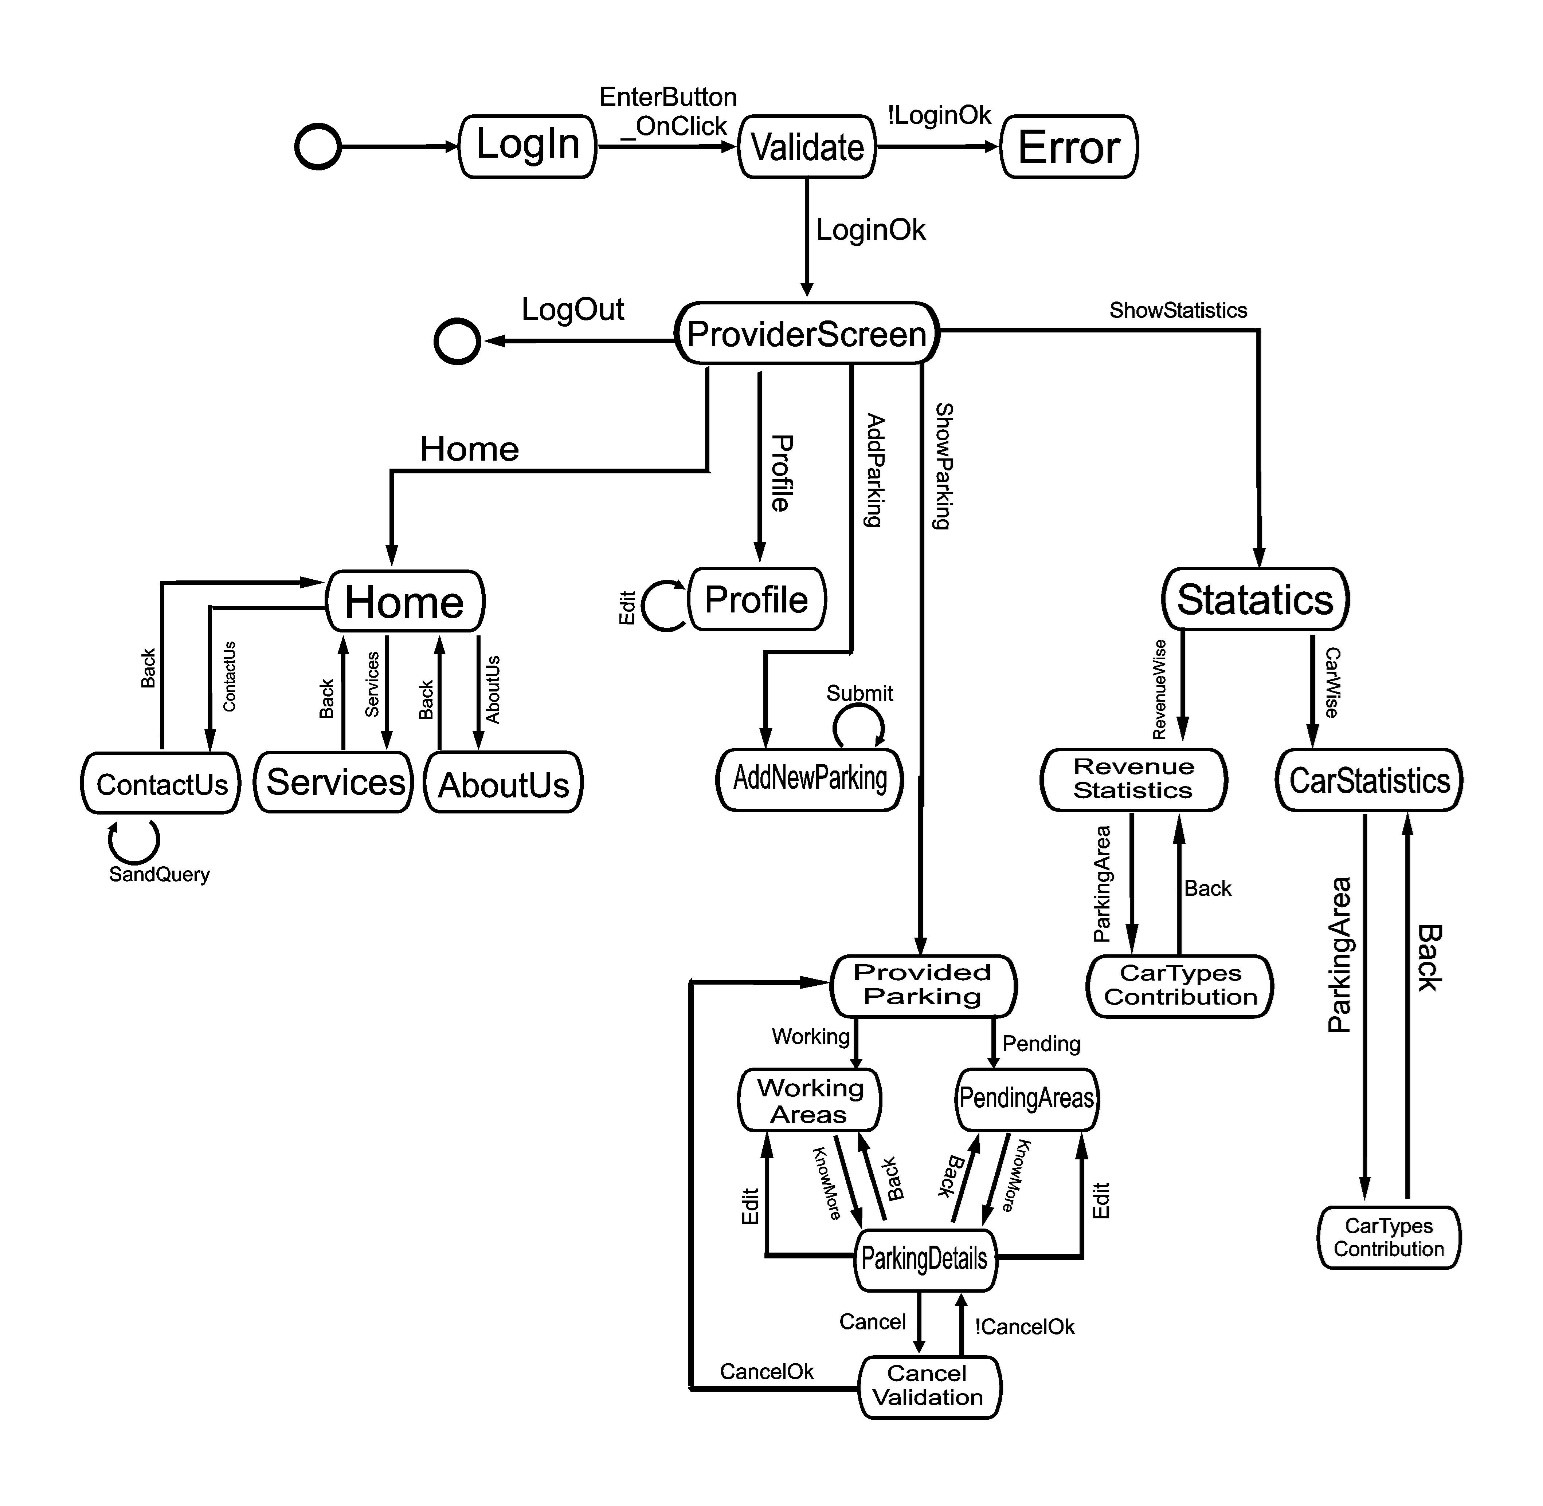 EnterButton
_OnClick
!LoginOk
LogIn
Validate
Error
LoginOk
LogOut
ProviderScreen
ShowStatistics
Home
Profile
AddParking
ShowParking
Home
Edit
Profile
Statatics
Back
ContactUs
Back
Services
Back
AboutUs
RevenueWise
CarWise
Submit
ContactUs
Services
AboutUs
AddNewParking
Revenue
Statistics
CarStatistics
SandQuery
ParkingArea
Back
ParkingArea
Back
Provided
Parking
CarTypes
Contribution
Working
Pending
Working
Areas
PendingAreas
Edit
KnowMore
Back
Back
KnowMore
Edit
CarTypes
Contribution
ParkingDetails
Cancel
!CancelOk
CancelOk
Cancel
Validation